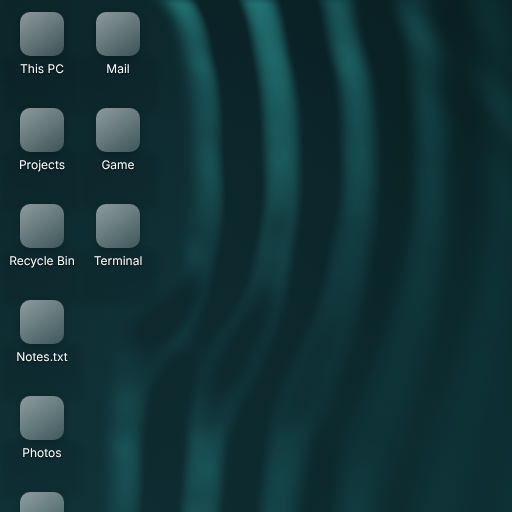 This PC
Mail
Projects
Game
Recycle Bin
Terminal
Notes.txt
Photos